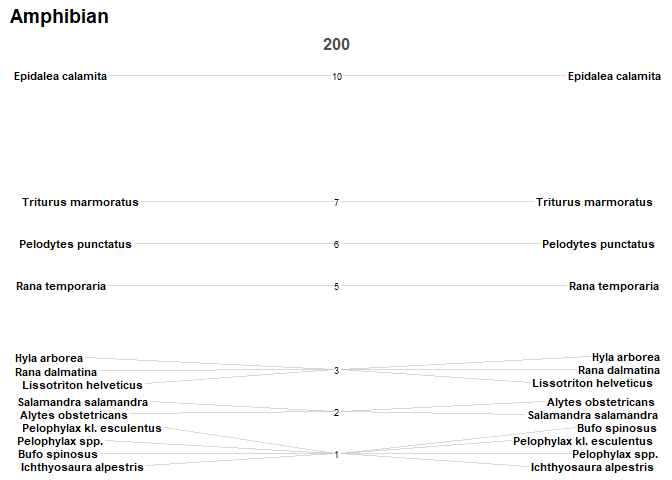 Amphibian
200
Epidalea calamita 10 Epidalea calamita
Triturus marmoratus 7 Triturus marmoratus
Pelodytes punctatus 6 Pelodytes punctatus
Rana temporaria 5 Rana temporaria
Hyla arborea Hyla arborea
Rana dalmatina 3 Rana dalmatina
Lissotriton helveticus Lissotriton helveticus
Salamandra salamandra Alytes obstetricans
Alytes obstetricans 2 Salamandra salamandra
Pelophylax kl. esculentus Bufo spinosus
Pelophylax spp. Pelophylax kl. esculentus
Bufo spinosus 1 Pelophylax spp.
Ichthyosaura alpestris Ichthyosaura alpestris